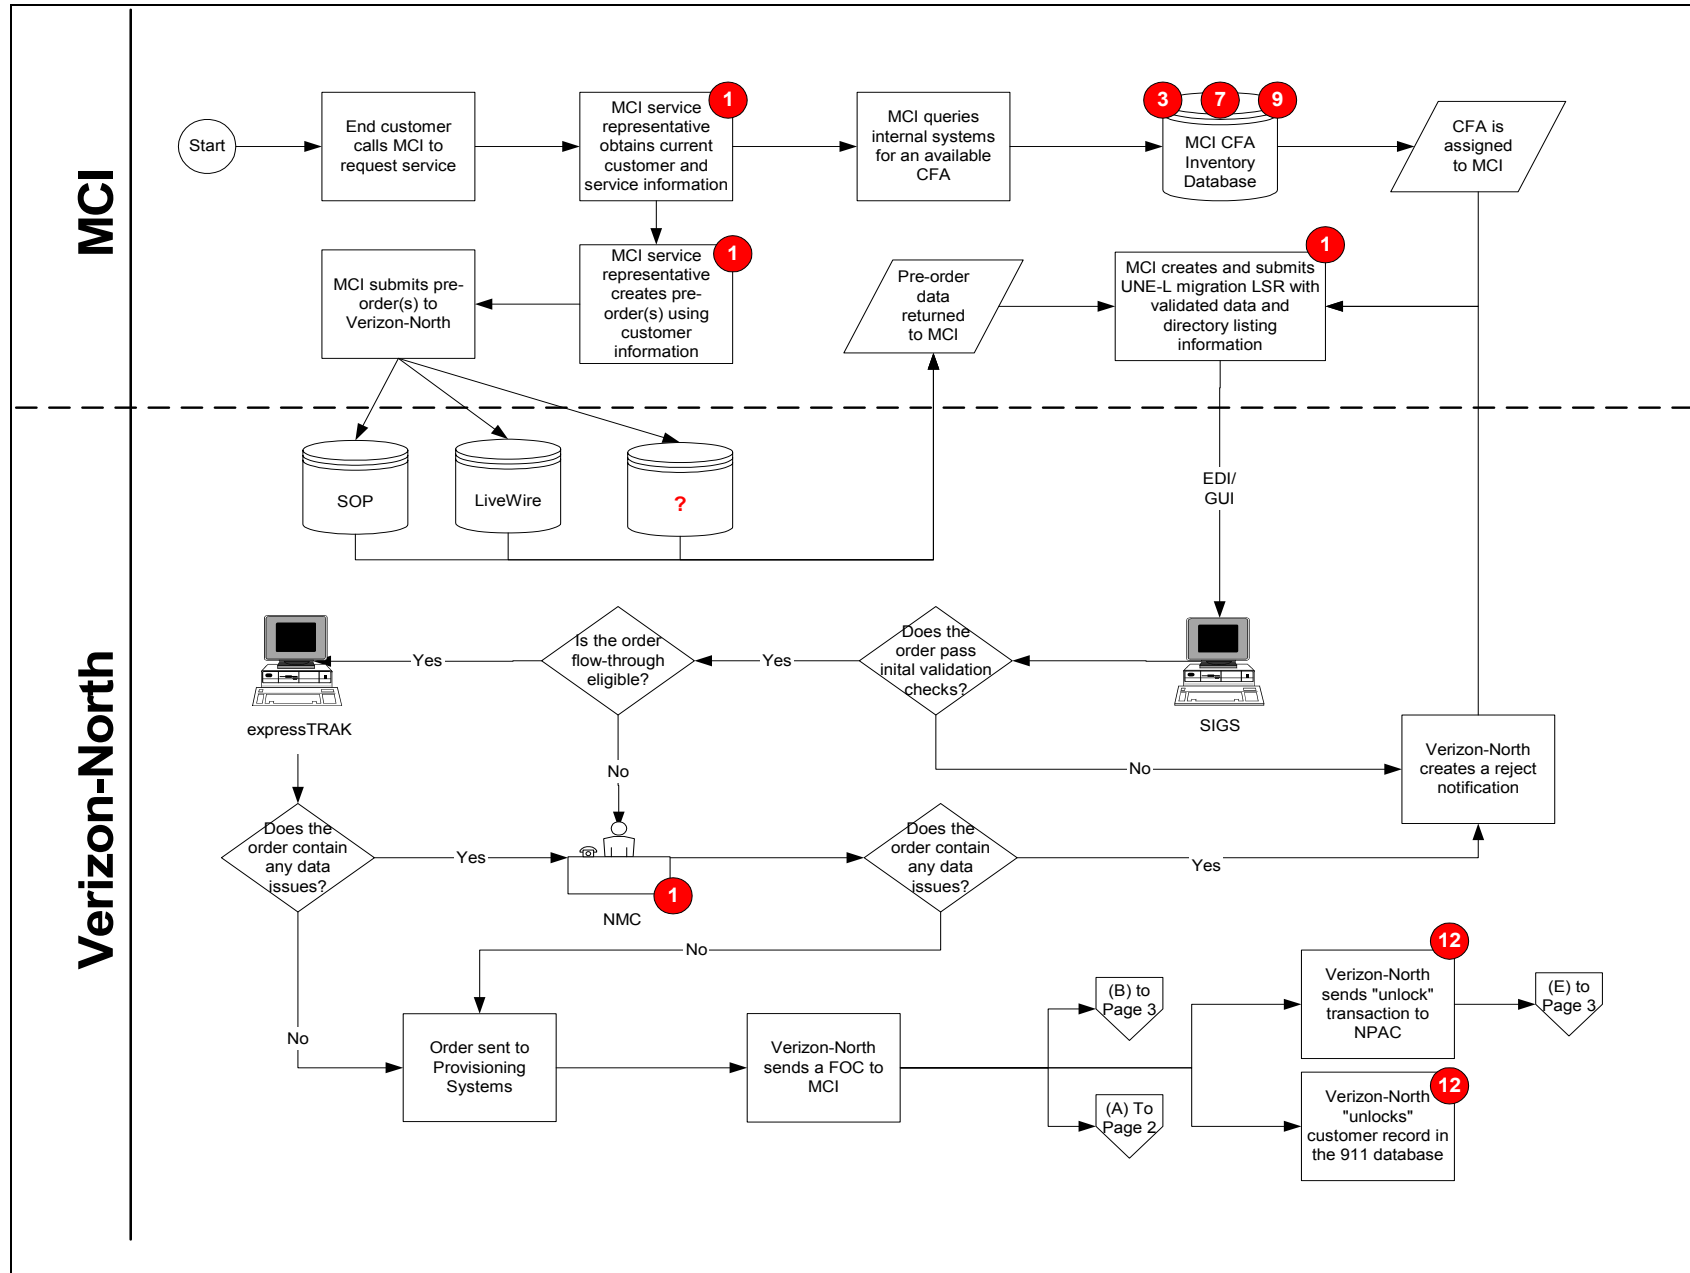 MCI
Start
End customer
calls MCI to
request service
1
MCI service
representative
obtains current
customer and
service information
MCI queries
internal systems
for an available
CFA
3
7
9
MCI CFA
Inventory
Database
CFA is
assigned
to MCI
MCI submits pre-
order(s) to
Verizon-North
1
MCI service
representative
creates pre-
order(s) using
customer
information
Pre-order
data
returned
to MCI
1
MCI creates and submits
UNE-L migration LSR with
validated data and
directory listing
information
Verizon-North
SOP
LiveWire
?
EDI/
GUI
expressTRAK
Yes
Is the order
flow-through
eligible?
Yes
Does the
order pass
inital validation
checks?
SIGS
No
No
Verizon-North
creates a reject
notification
Does the
order contain
any data
issues?
Yes
1
NMC
Does the
order contain
any data
issues?
Yes
No
No
Order sent to
Provisioning
Systems
Verizon-North
sends a FOC to
MCI
(B) to
Page 3
(A) To
Page 2
12
Verizon-North
sends "unlock"
transaction to
NPAC
(E) to
Page 3
12
Verizon-North
"unlocks"
customer record in
the 911 database